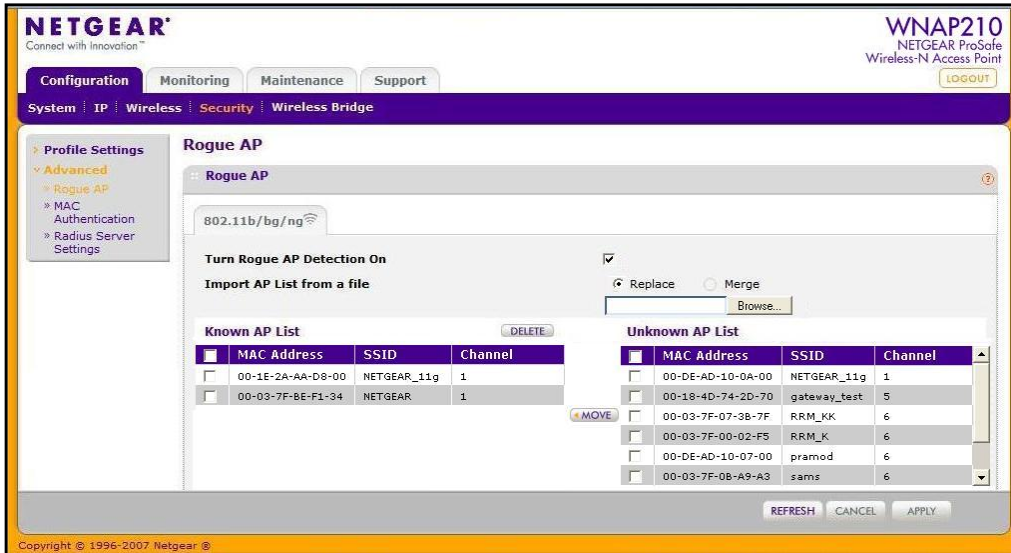 NETGEAR®
Connect with Innovation™
WNAP210
NETGEAR ProSafe
Wireless-N Access Point
LOGOUT
Configuration Monitoring Maintenance Support
System IP Wireless Security Wireless Bridge
Profile Settings
Advanced
Rogue AP
MAC
Authentication
Radius Server
Settings
Rogue AP
Rogue AP ?
802.11b/bg/ng
Turn Rogue AP Detection On
Import AP List from a file Replace Merge
Browse...
Known AP List DELETE
MAC Address SSID Channel
00-1E-2A-AA-D8-00 NETGEAR_11g 1
00-03-7F-BE-F1-34 NETGEAR 1
MOVE
Unknown AP List
MAC Address SSID Channel
00-DE-AD-10-0A-00 NETGEAR_11g 1
00-18-4D-74-2D-70 gateway_test 5
00-03-7F-07-3B-7F RRM_KK 6
00-03-7F-00-02-F5 RRM_K 6
00-DE-AD-10-07-00 pramod 6
00-03-7F-0B-A9-A3 sams 6
REFRESH CANCEL APPLY
Copyright © 1996-2007 Netgear ®